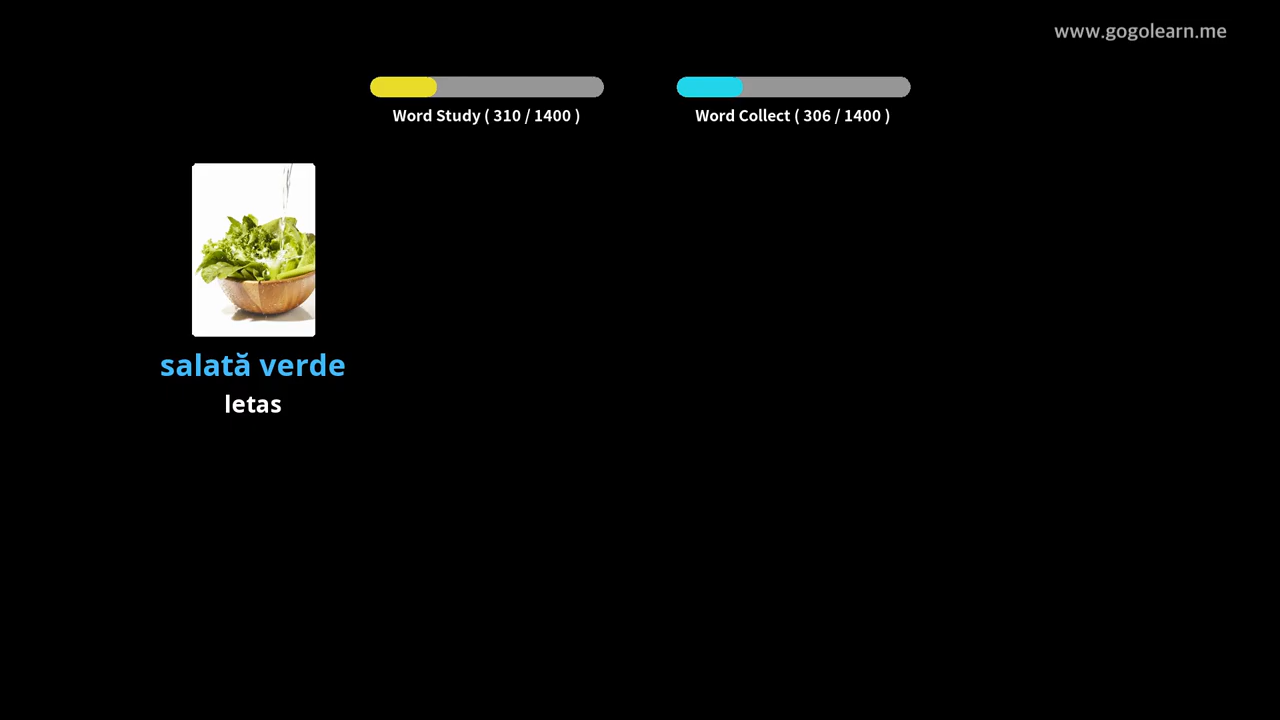 www.gogolearn.me
Word Study ( 310 / 1400 )
Word Collect ( 306 / 1400 )
salată verde
letas